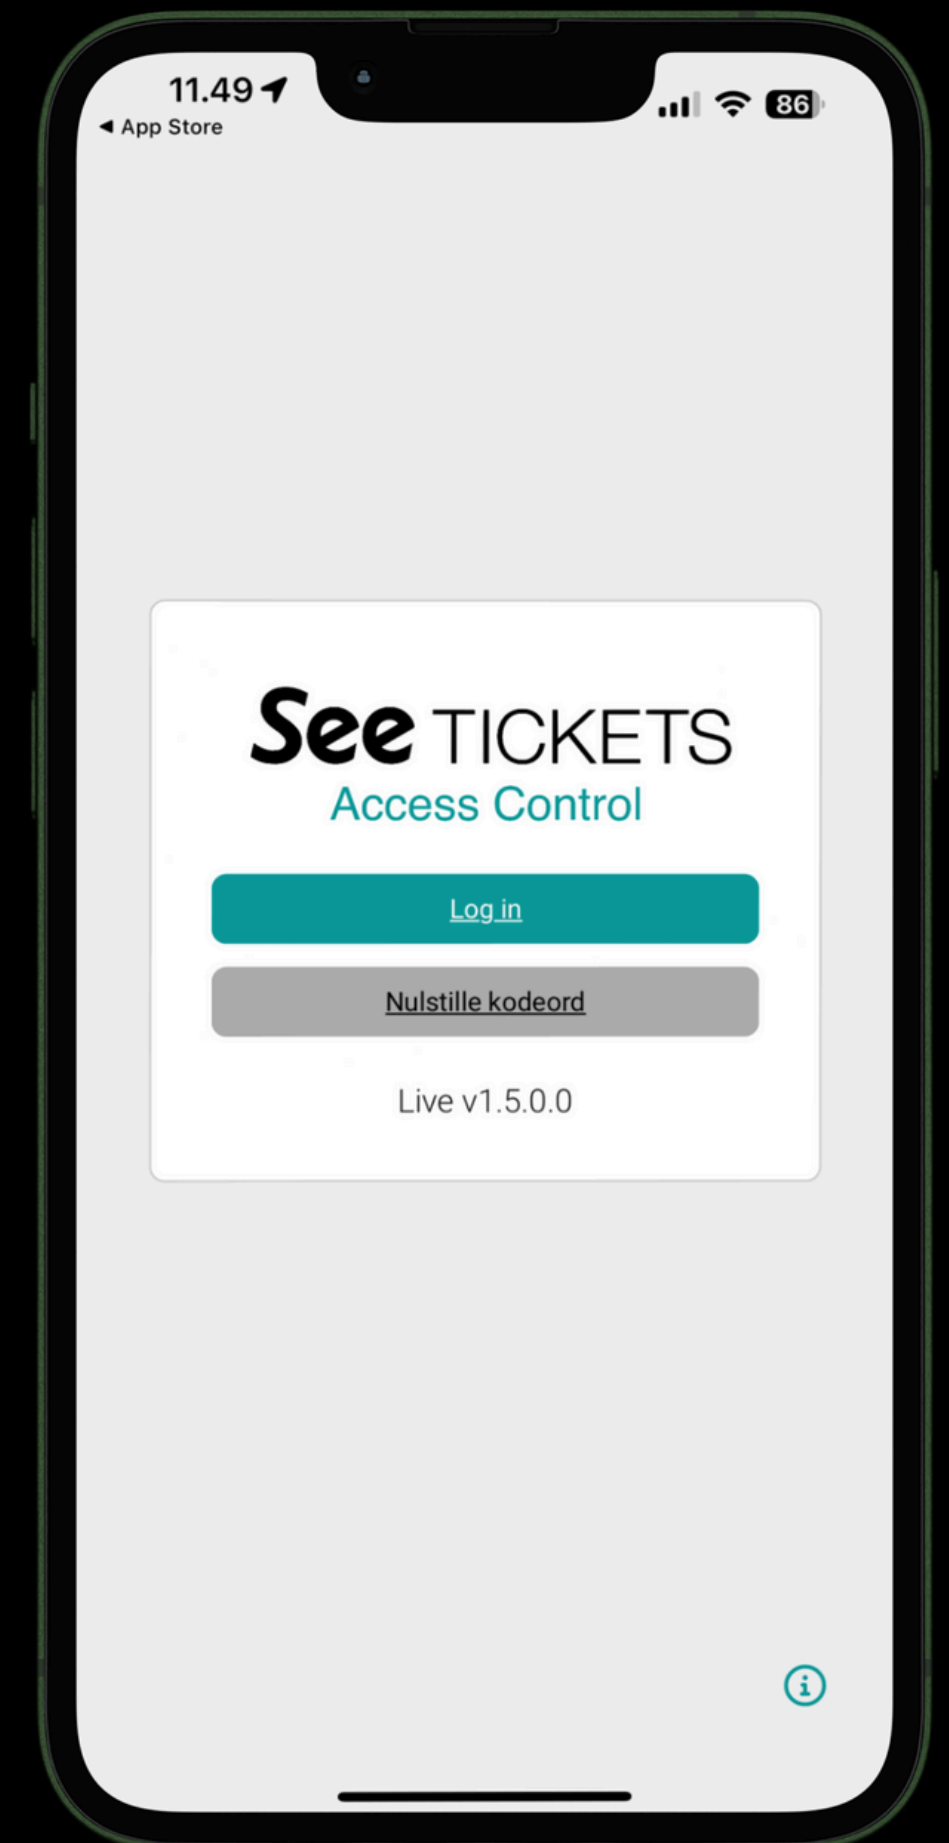 11.49
◀ App Store
86
See TICKETS
Access Control
Log in
Nulstille kodeord
Live v1.5.0.0